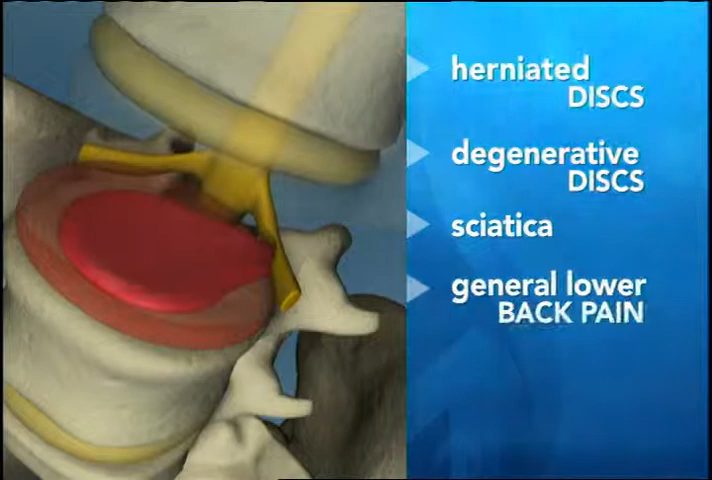 herniated
DISCS
degenerative
DISCS
sciatica
general lower
BACK PAIN